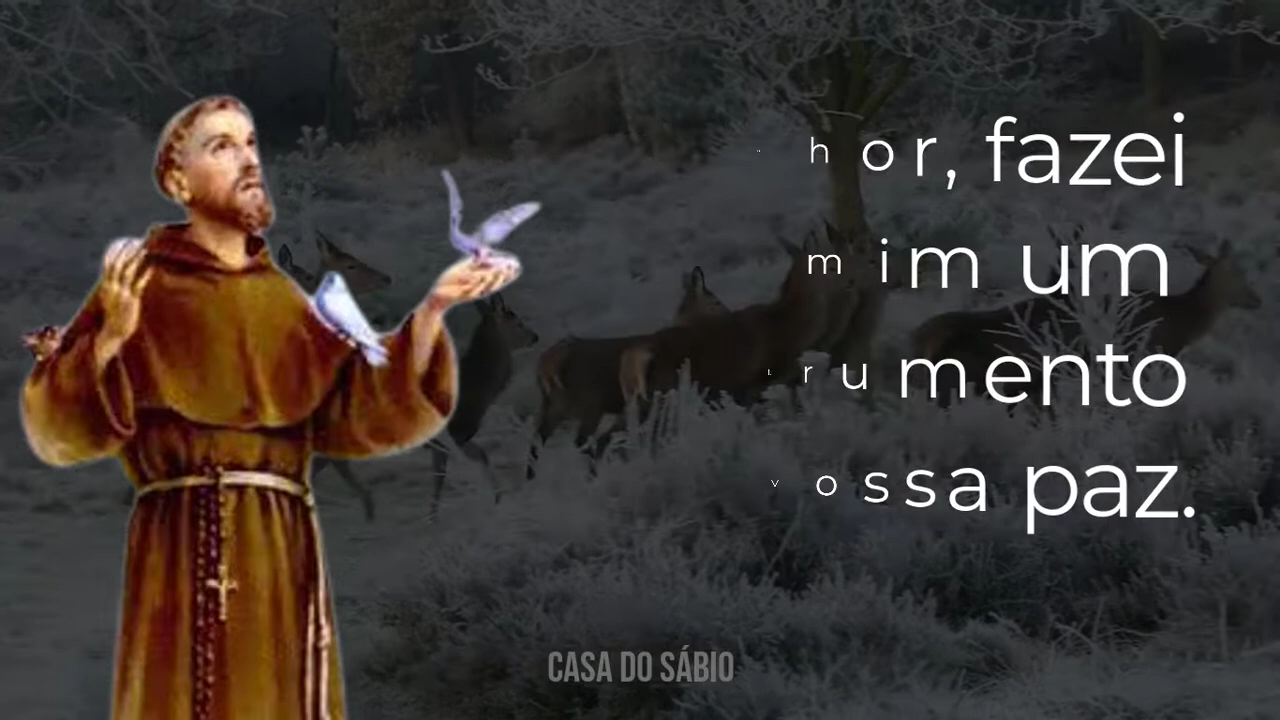 hor, fazei
mim um
rumento
vossa paz.
CASA DO SÁBIO